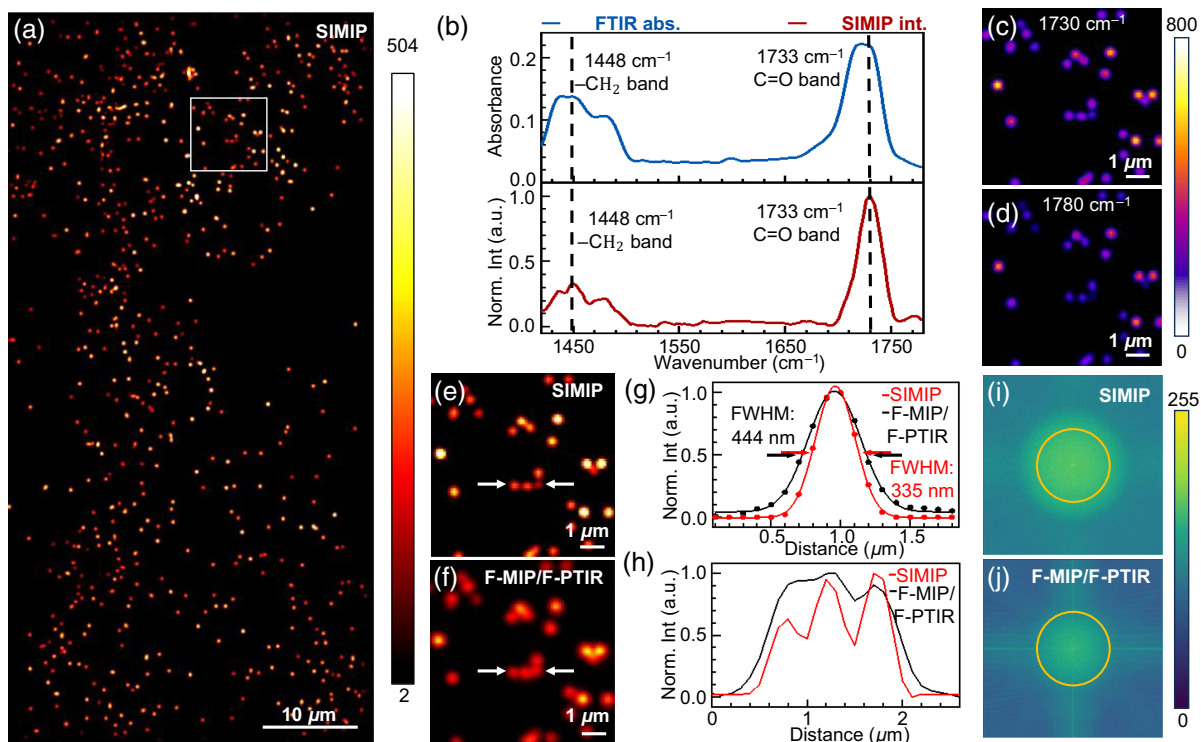 (a)
SIMIP
504
2
10 µm
(b)
FTIR abs.
SIMIP int.
0.2
0.1
0.0
Absorbance
1448 cm⁻¹
–CH₂ band
1733 cm⁻¹
C=O band
1.0
0.5
0.0
Norm. Int (a.u.)
1448 cm⁻¹
–CH₂ band
1733 cm⁻¹
C=O band
1450 1550 1650 1750
Wavenumber (cm⁻¹)
(c) 1730 cm⁻¹
1 µm
800
0
(d) 1780 cm⁻¹
1 µm
(e)
SIMIP
1 µm
(f)
F-MIP/F-PTIR
1 µm
(g)
SIMIP
F-MIP/
F-PTIR
FWHM:
444 nm
FWHM:
335 nm
1.0
0.5
0.0
Norm. Int (a.u.)
0.5 1.0 1.5
Distance (µm)
(h)
SIMIP
F-MIP/
F-PTIR
1.0
0.5
0.0
Norm. Int (a.u.)
0 1 2
Distance (µm)
(i)
SIMIP
255
0
(j)
F-MIP/F-PTIR